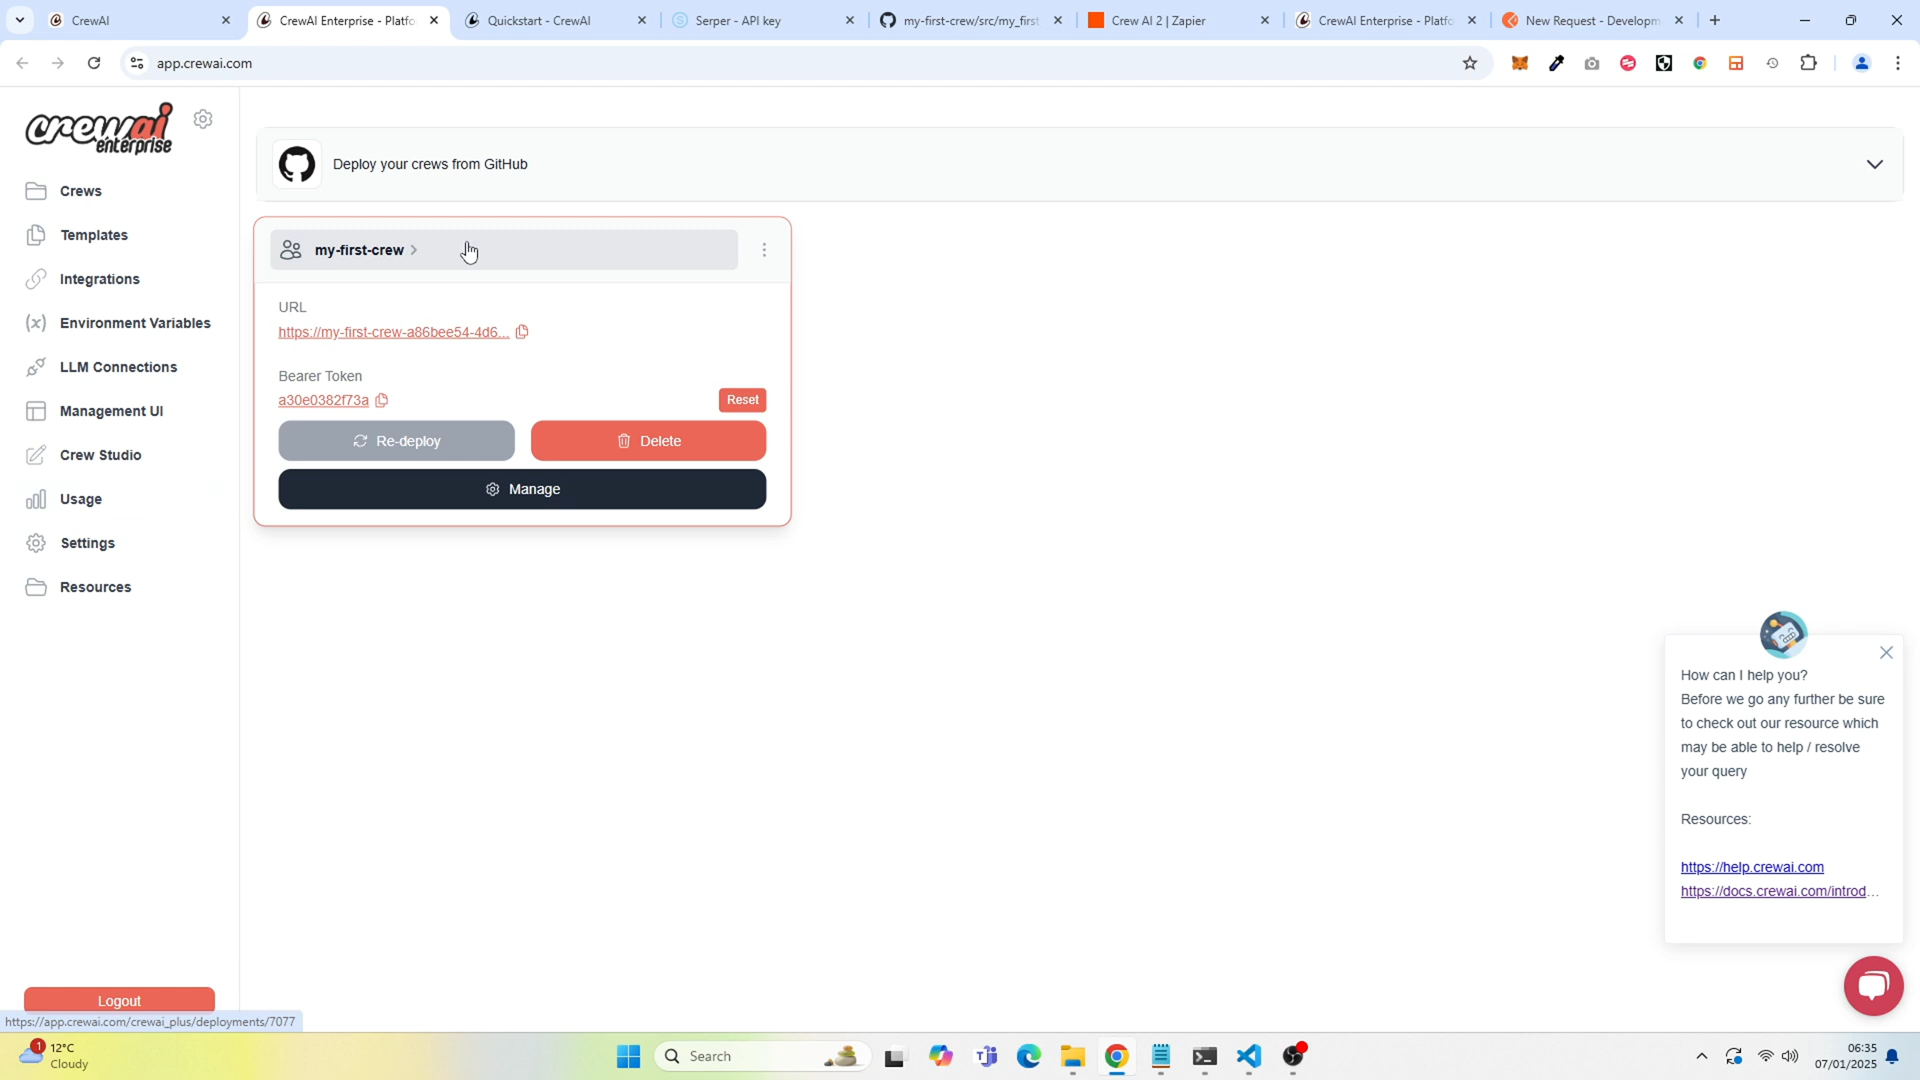 CrewAI
CrewAI Enterprise - Platfo
Quickstart - CrewAI
Serper - API key
my-first-crew/src/my_first
Crew AI 2 | Zapier
CrewAI Enterprise - Platfo
New Request - Developm
app.crewai.com
crewai
enterprise
Crews
Templates
Integrations
Environment Variables
LLM Connections
Management UI
Crew Studio
Usage
Settings
Resources
Logout
Deploy your crews from GitHub
my-first-crew
URL
https://my-first-crew-a86bee54-4d6...
Bearer Token
a30e0382f73a
Reset
Re-deploy
Delete
Manage
How can I help you?
Before we go any further be sure
to check out our resource which
may be able to help / resolve
your query
Resources:
https://help.crewai.com
https://docs.crewai.com/introd...
https://app.crewai.com/crewai_plus/deployments/7077
1
12°C
Cloudy
Search
06:35
07/01/2025